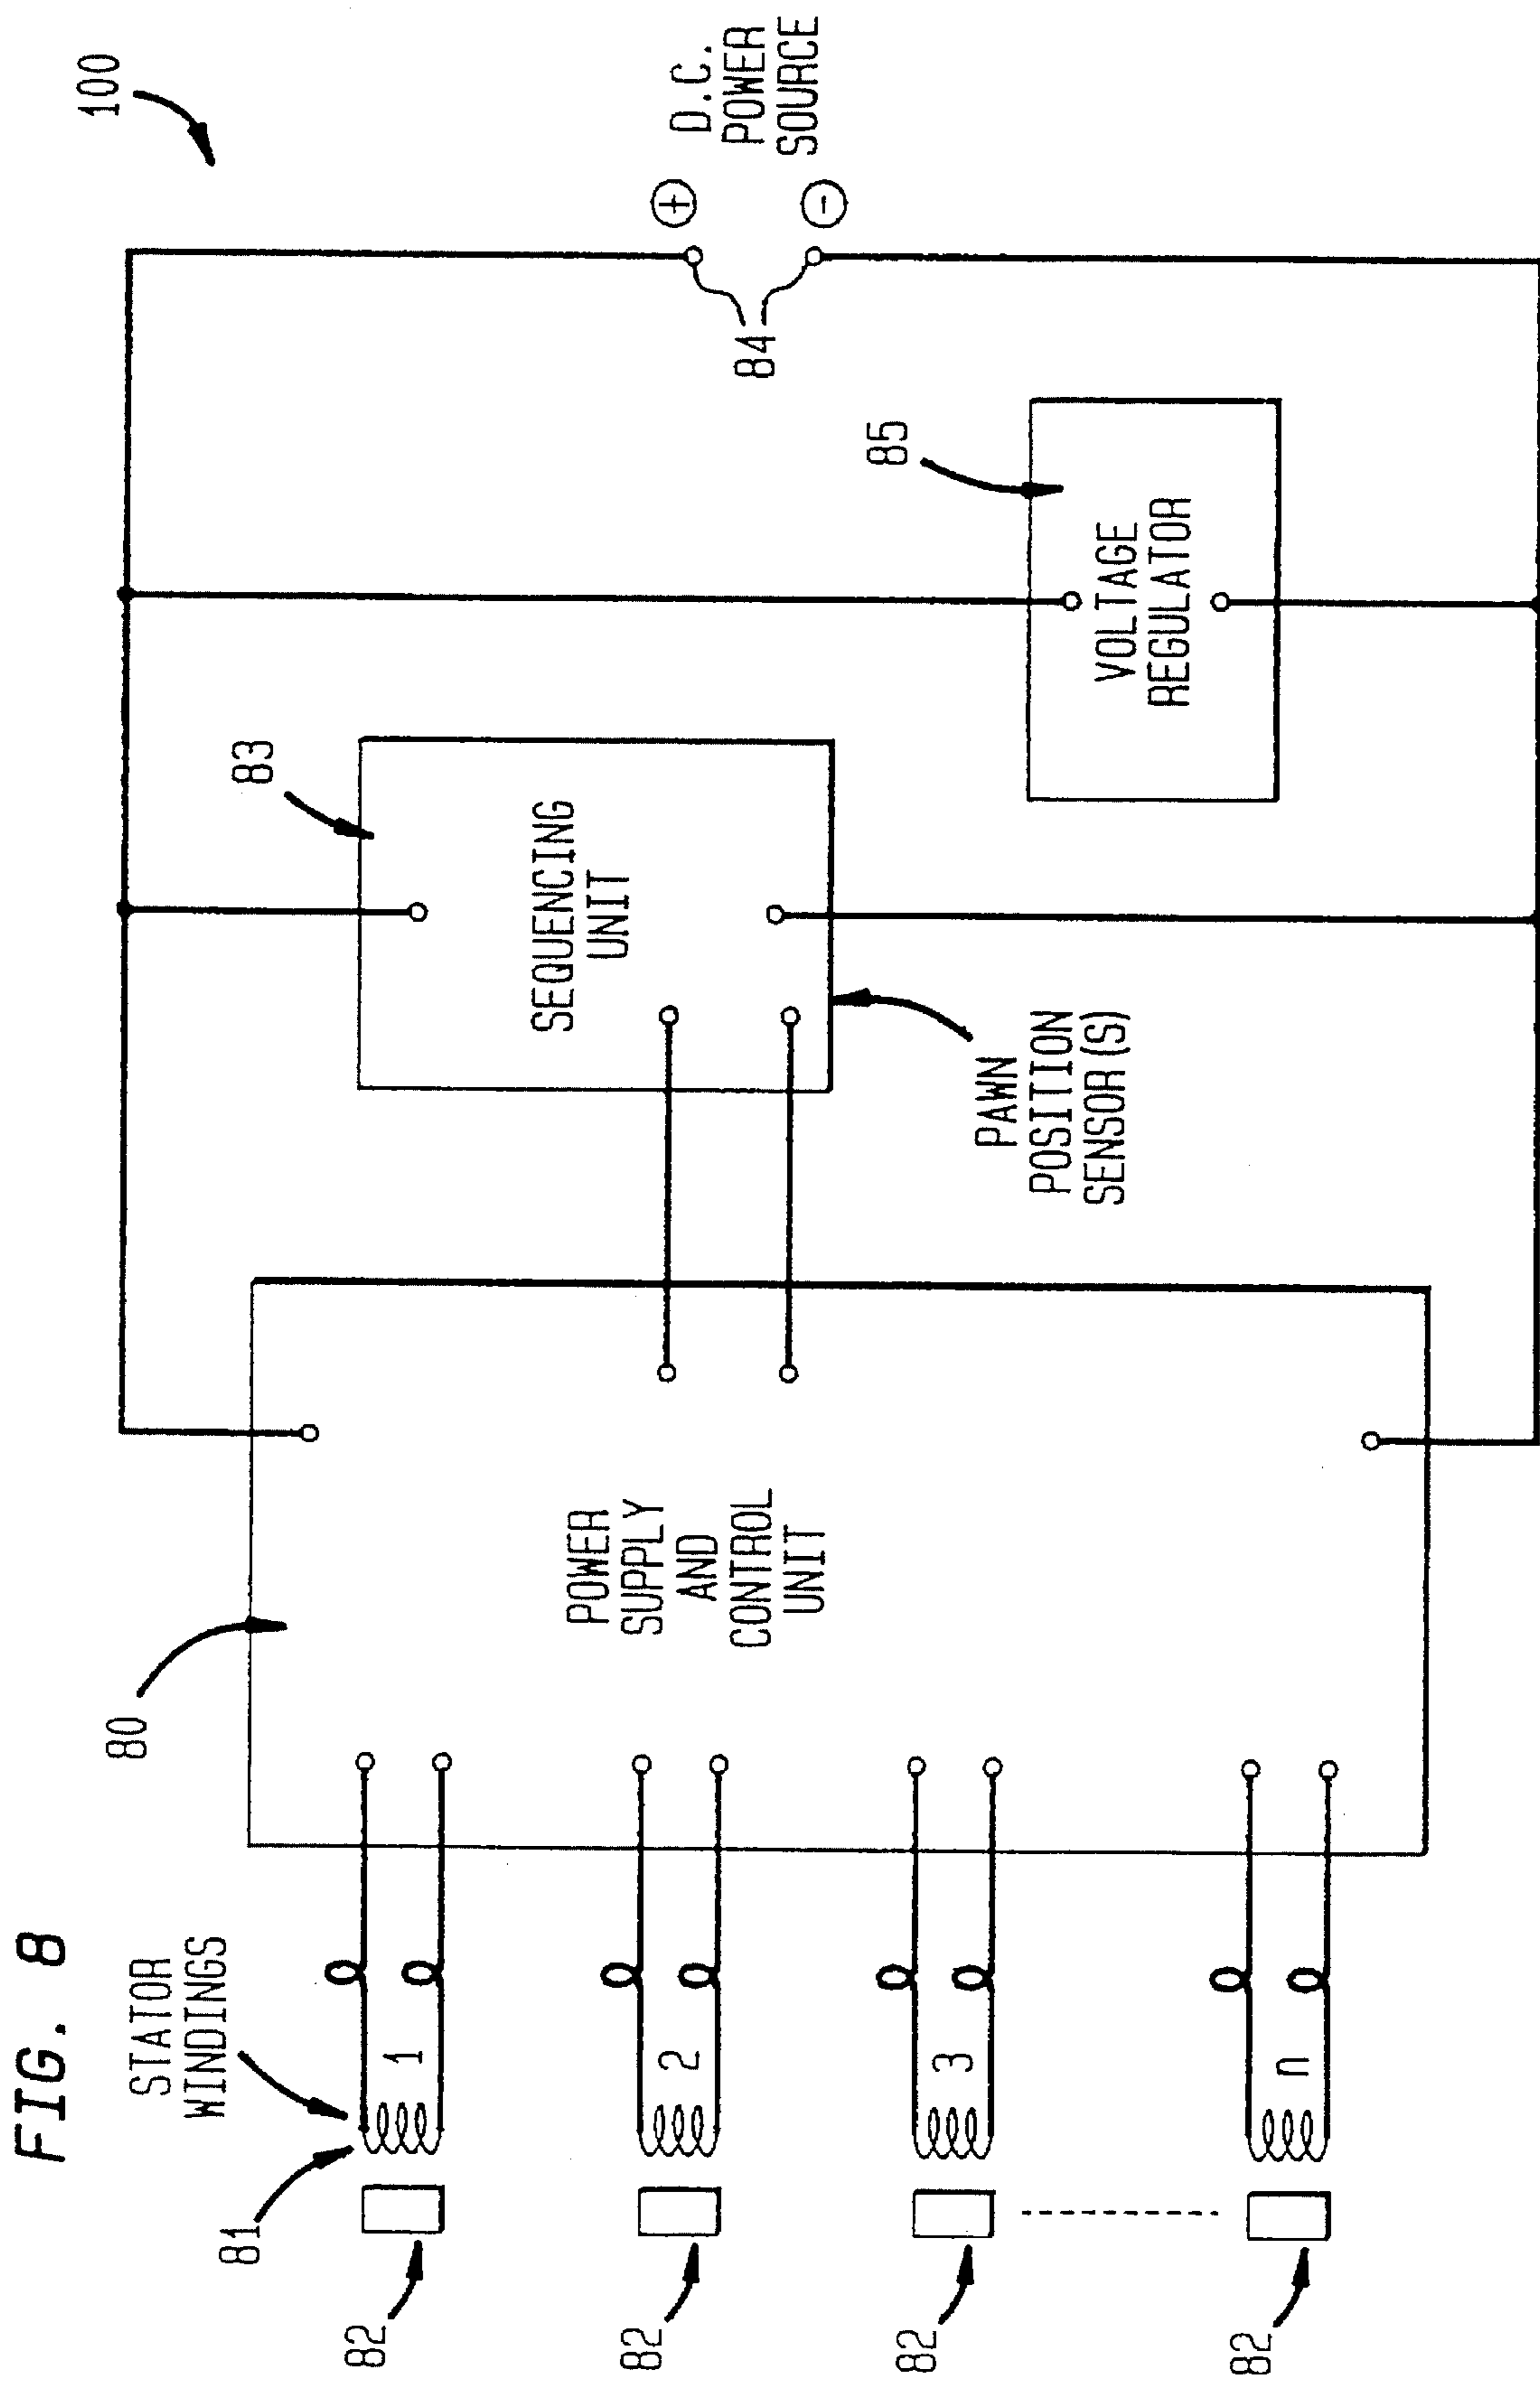 FIG. 8
100
STATOR
WINDINGS
81
80
83
85
84
D.C.
POWER
SOURCE
+
-
POWER
SUPPLY
AND
CONTROL
UNIT
SEQUENCING
UNIT
VOLTAGE
REGULATOR
PAWN
POSITION
SENSOR(S)
1
2
3
n
82
82
82
82